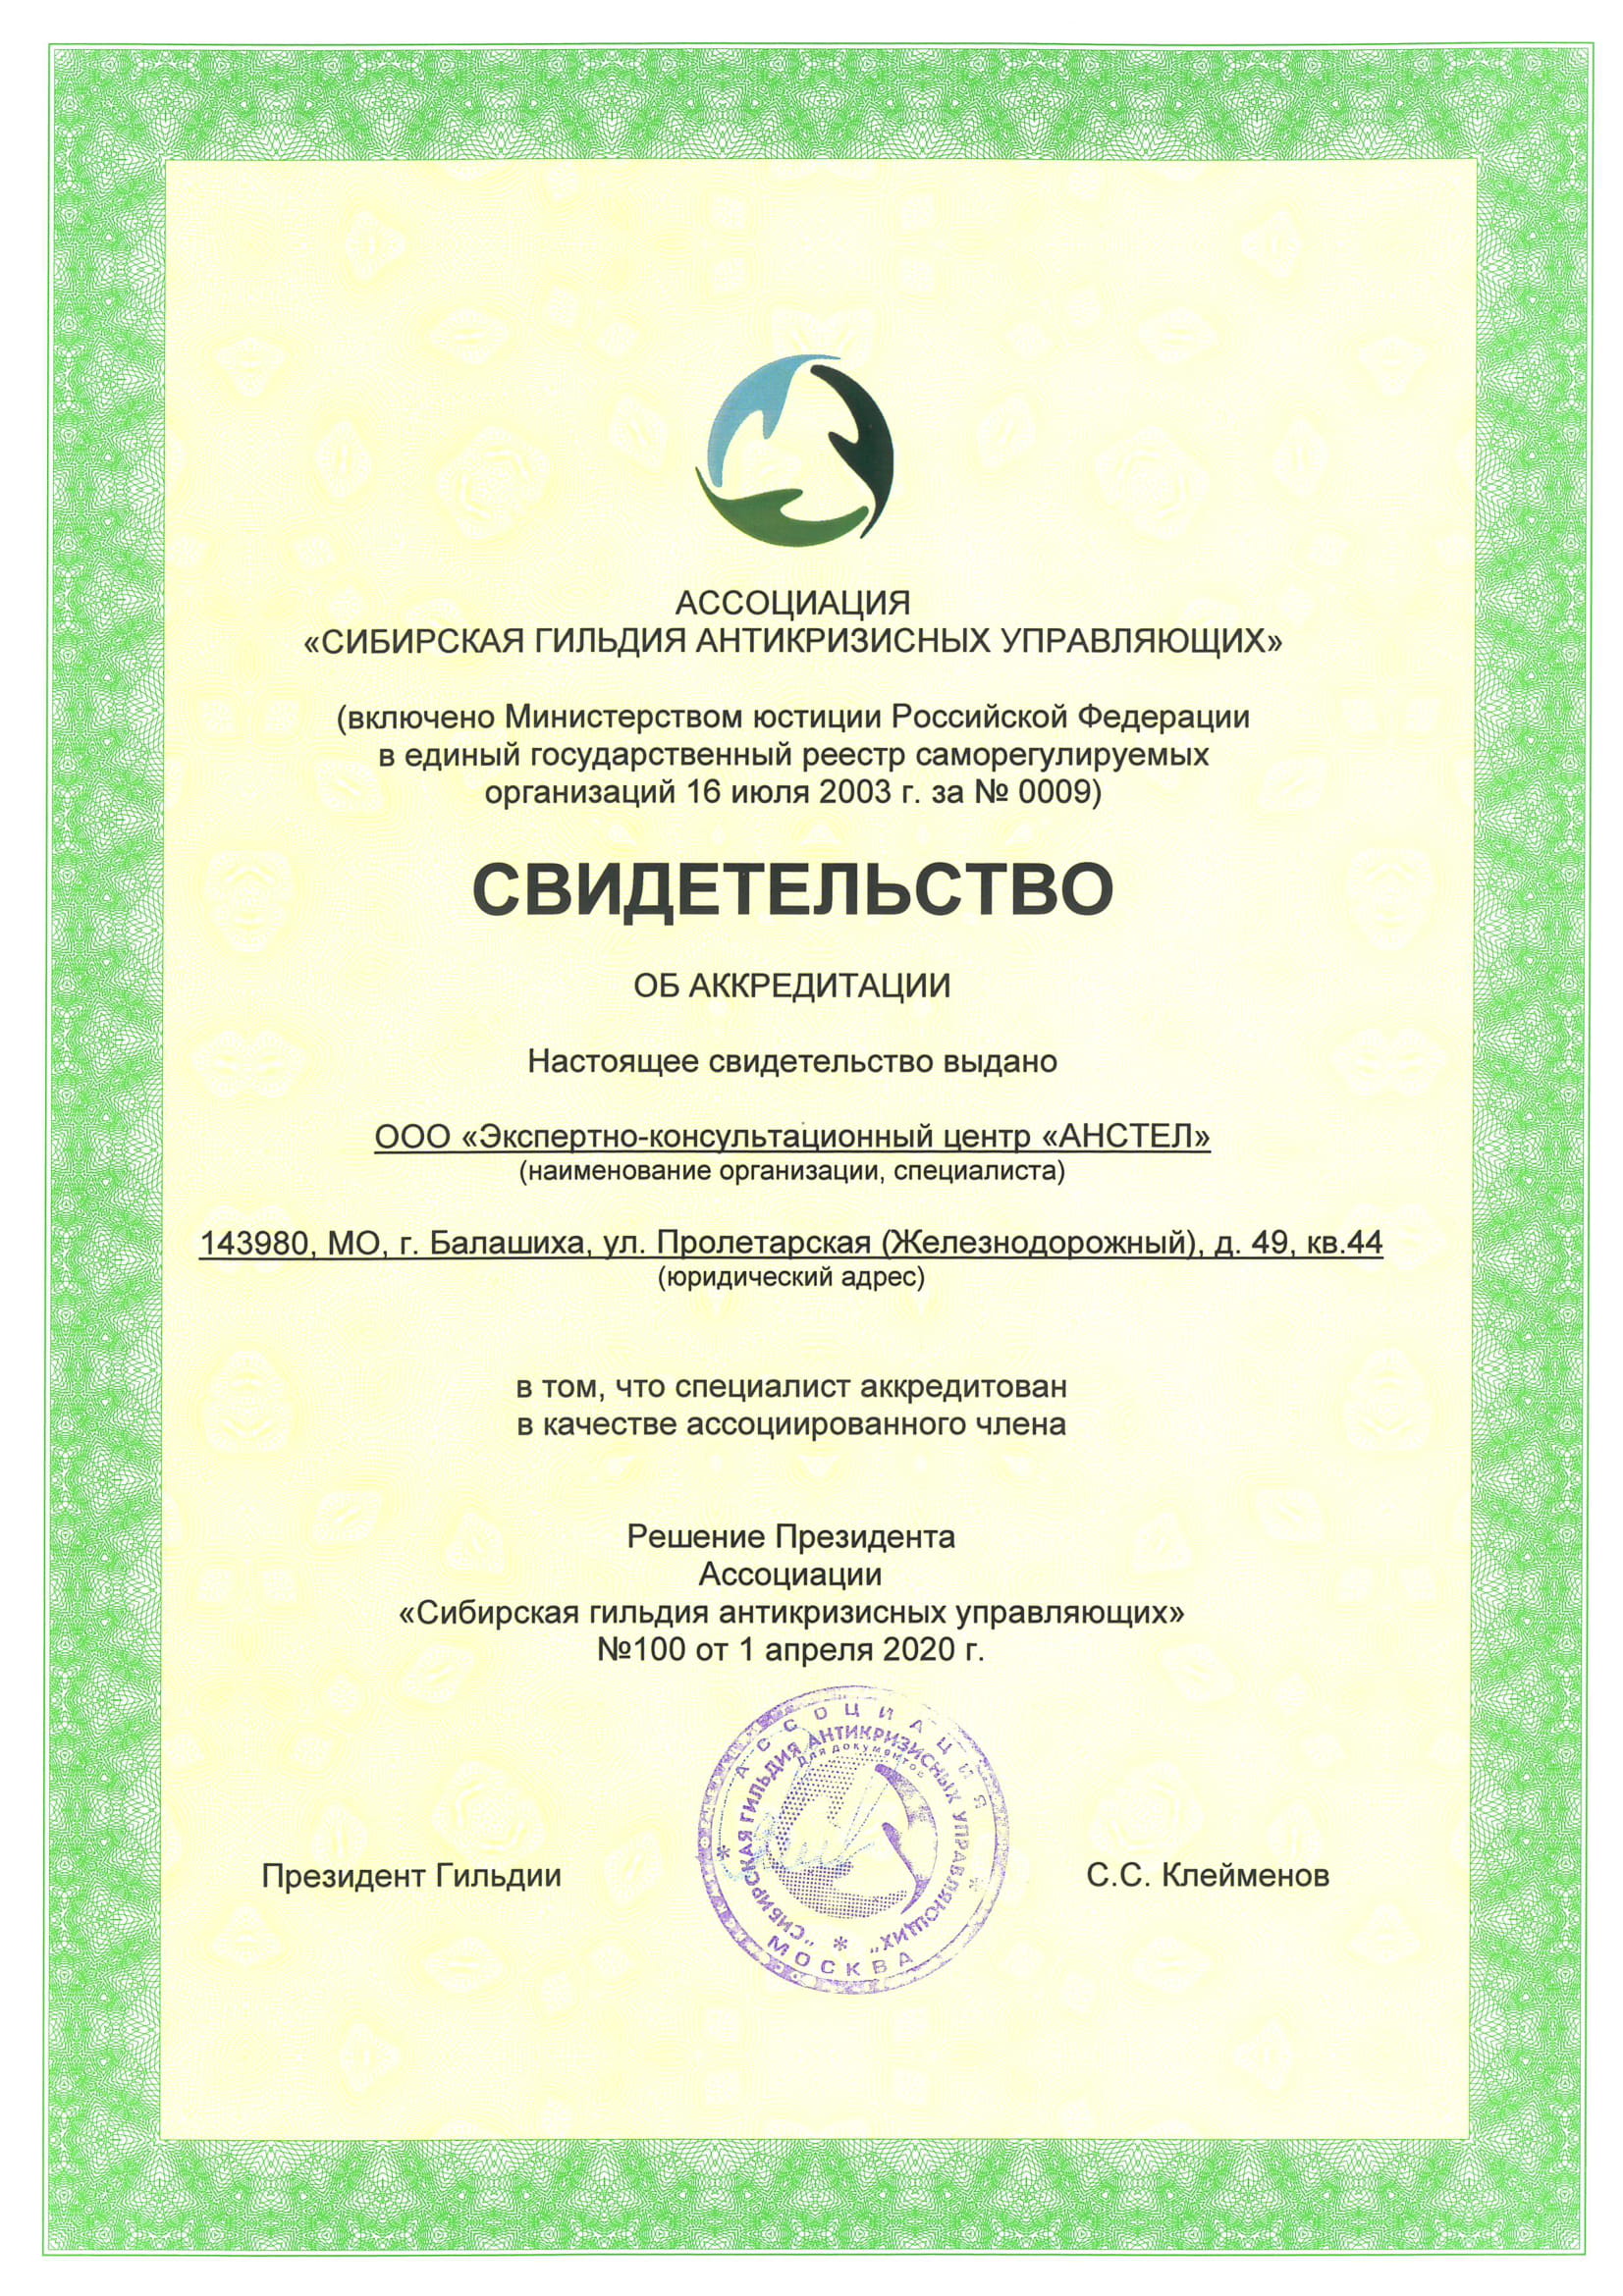 АССОЦИАЦИЯ
«СИБИРСКАЯ ГИЛЬДИЯ АНТИКРИЗИСНЫХ УПРАВЛЯЮЩИХ»
(включено Министерством юстиции Российской Федерации
в единый государственный реестр саморегулируемых
организаций 16 июля 2003 г. за № 0009)
СВИДЕТЕЛЬСТВО
ОБ АККРЕДИТАЦИИ
Настоящее свидетельство выдано
ООО «Экспертно-консультационный центр «АНСТЕЛ»
(наименование организации, специалиста)
143980, МО, г. Балашиха, ул. Пролетарская (Железнодорожный), д. 49, кв.44
(юридический адрес)
в том, что специалист аккредитован
в качестве ассоциированного члена
Решение Президента
Ассоциации
«Сибирская гильдия антикризисных управляющих»
№100 от 1 апреля 2020 г.
АССОЦИАЦИЯ
"СИБИРСКАЯ ГИЛЬДИЯ АНТИКРИЗИСНЫХ УПРАВЛЯЮЩИХ"
Для документов
МОСКВА
Президент Гильдии
С.С. Клейменов